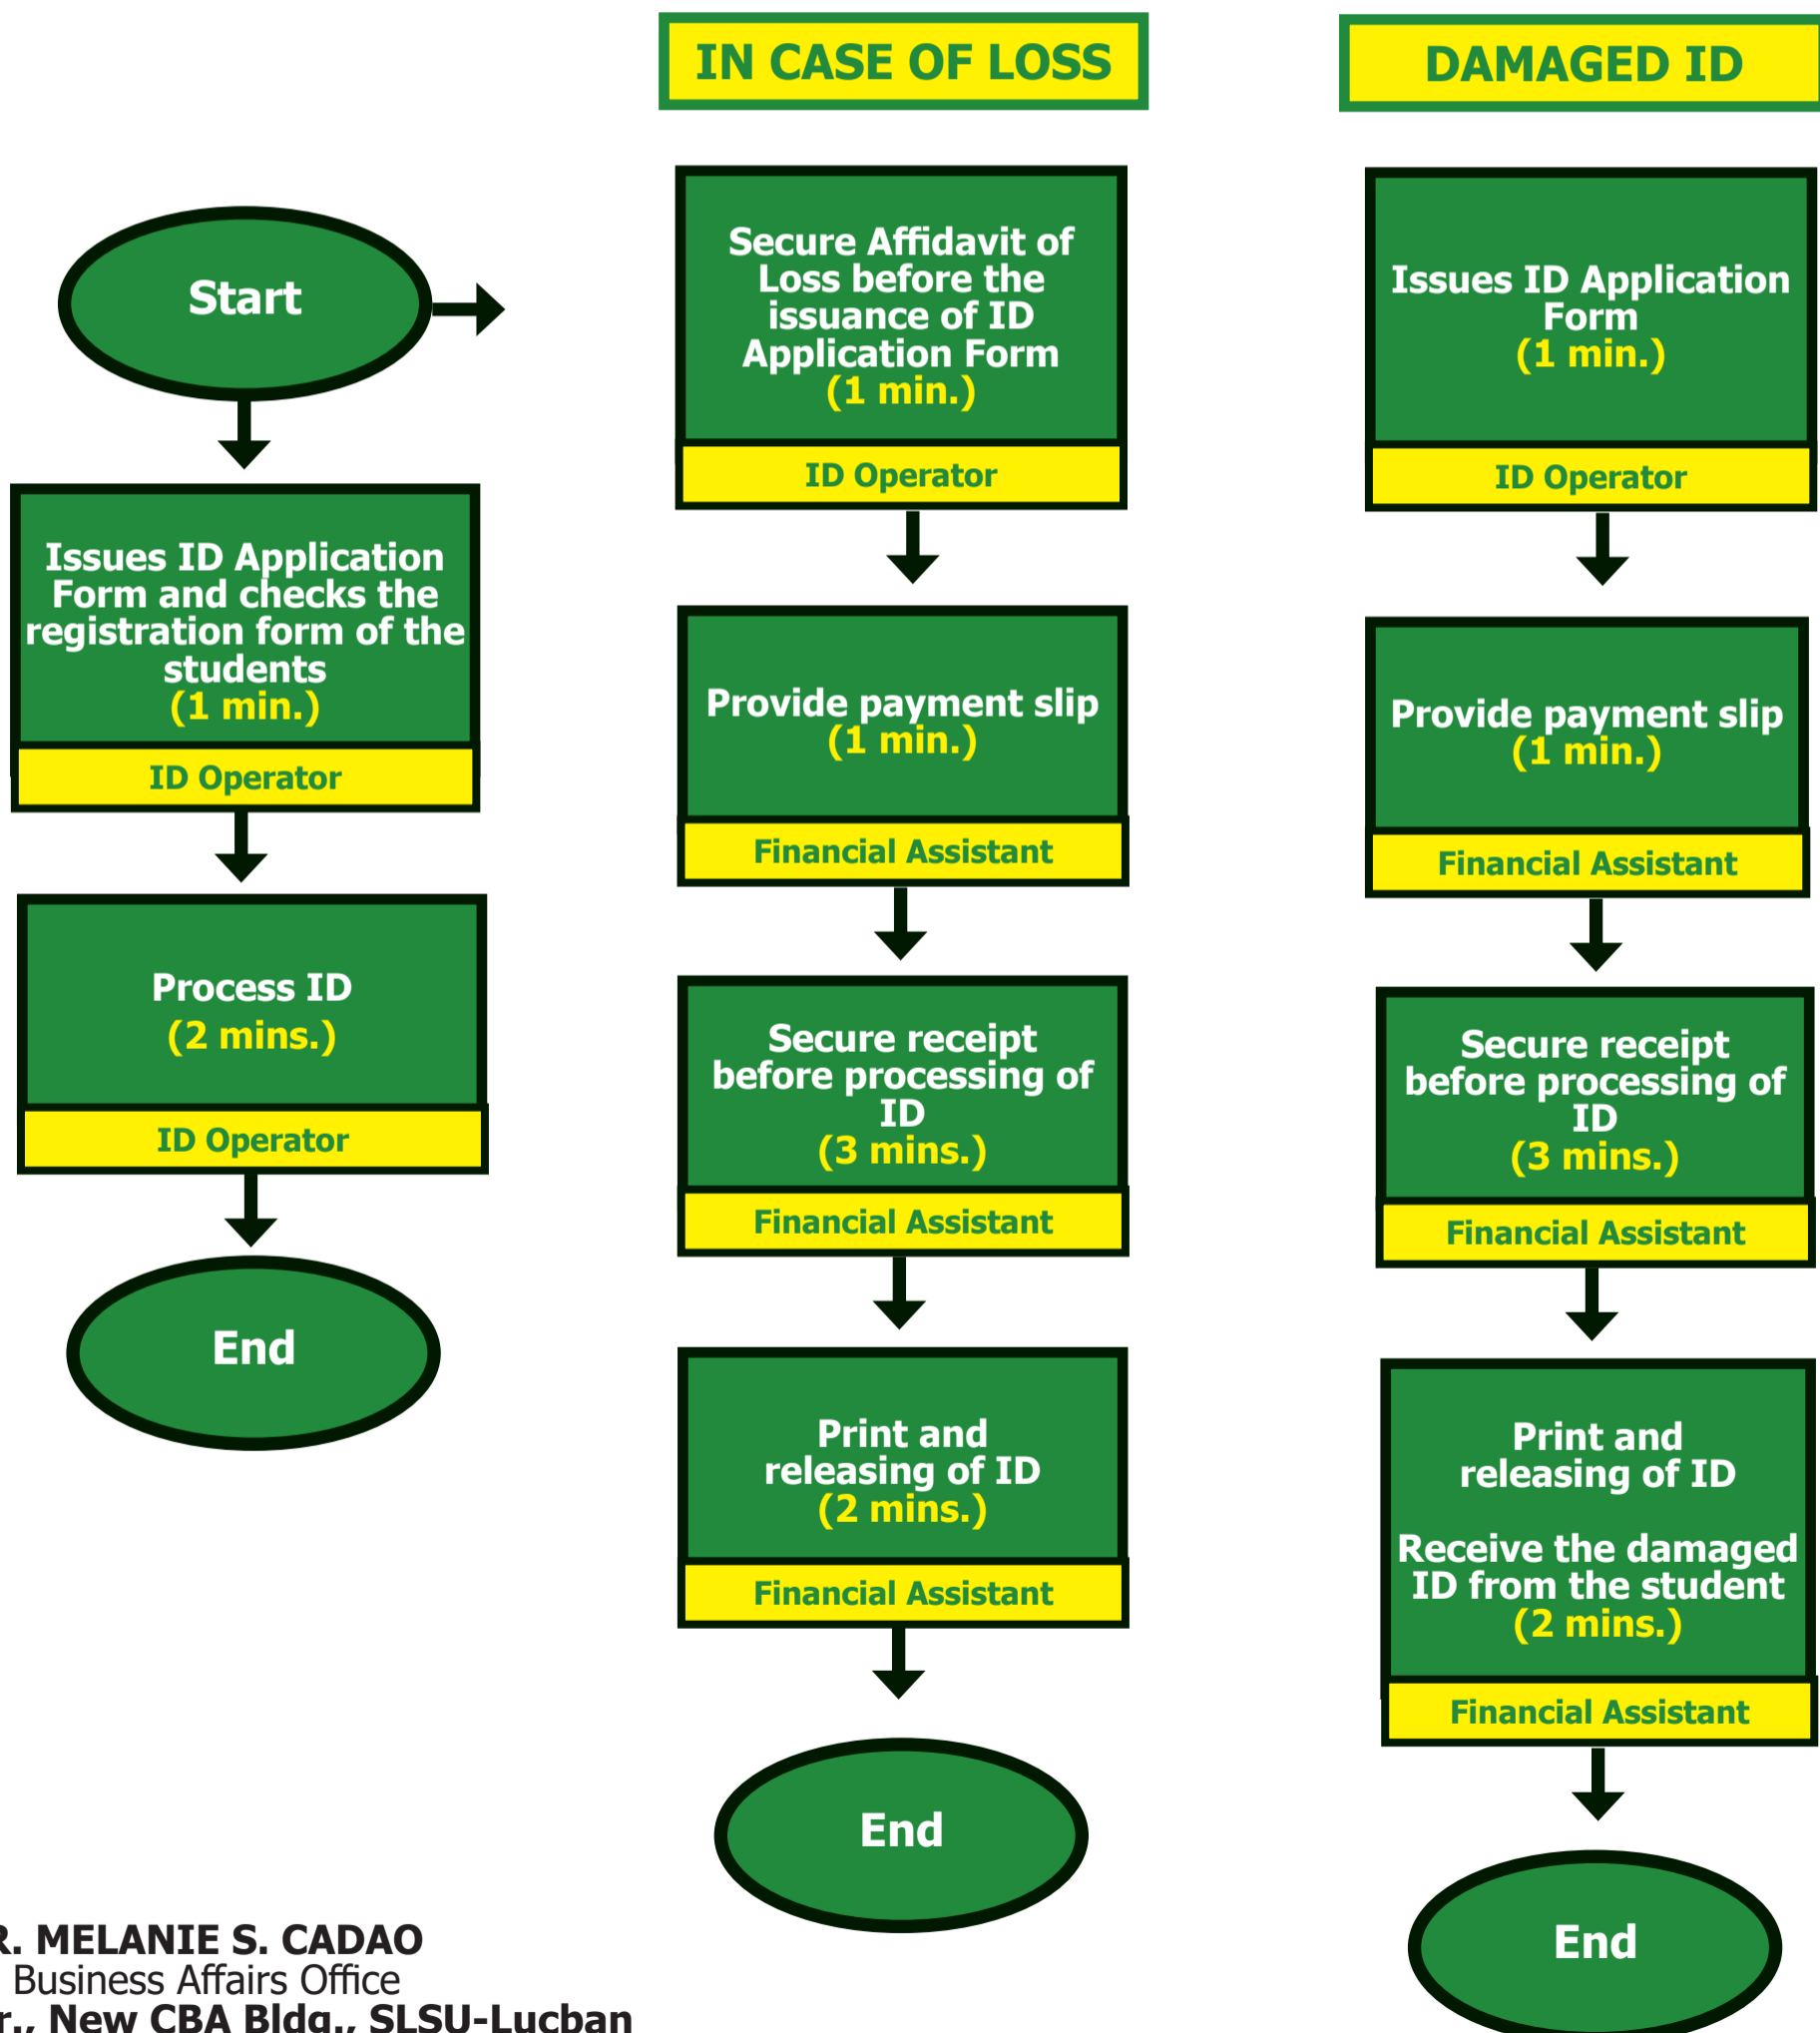 IN CASE OF LOSS
DAMAGED ID
Start
Issues ID Application
Form and checks the
registration form of the
students
(1 min.)
ID Operator
Process ID
(2 mins.)
ID Operator
End
Secure Affidavit of
Loss before the
issuance of ID
Application Form
(1 min.)
ID Operator
Provide payment slip
(1 min.)
Financial Assistant
Secure receipt
before processing of
ID
(3 mins.)
Financial Assistant
Print and
releasing of ID
(2 mins.)
Financial Assistant
End
Issues ID Application
Form
(1 min.)
ID Operator
Provide payment slip
(1 min.)
Financial Assistant
Secure receipt
before processing of
ID
(3 mins.)
Financial Assistant
Print and
releasing of ID
Receive the damaged
ID from the student
(2 mins.)
Financial Assistant
End
R. MELANIE S. CADAO
Business Affairs Office
r., New CBA Bldg., SLSU-Lucban